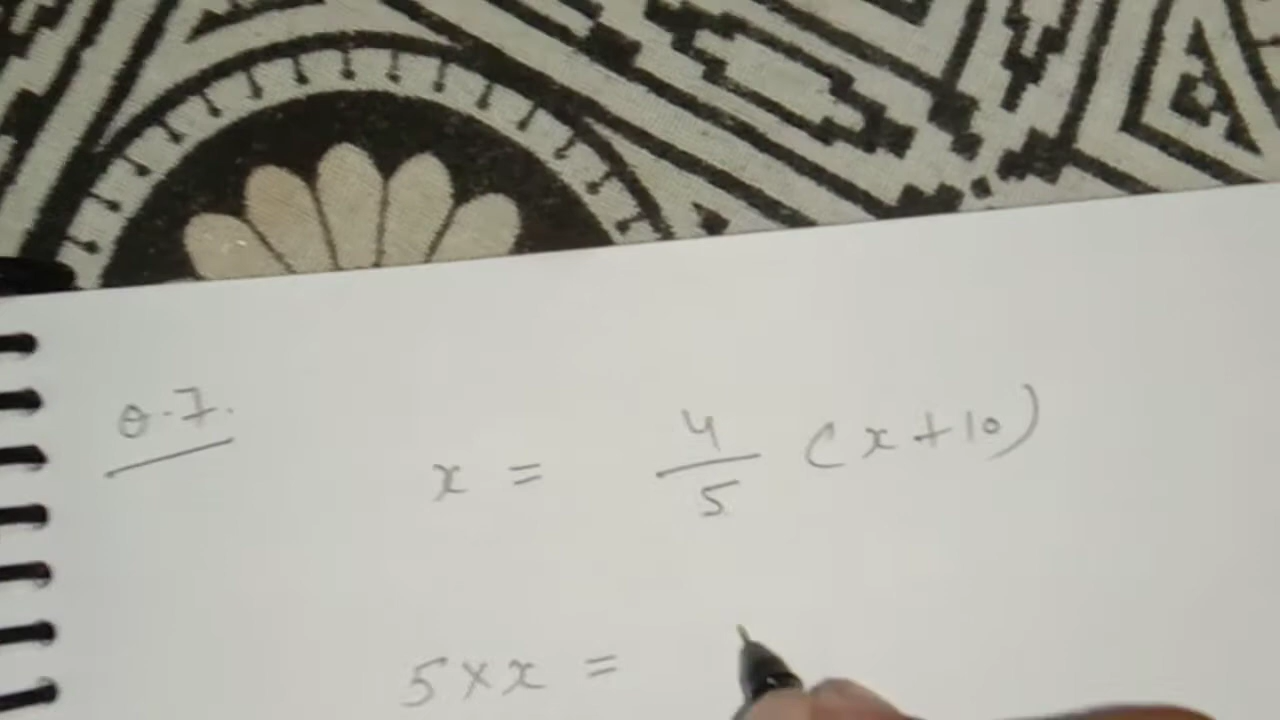 Q.7.
x = 4/5 (x+10)
5×x =